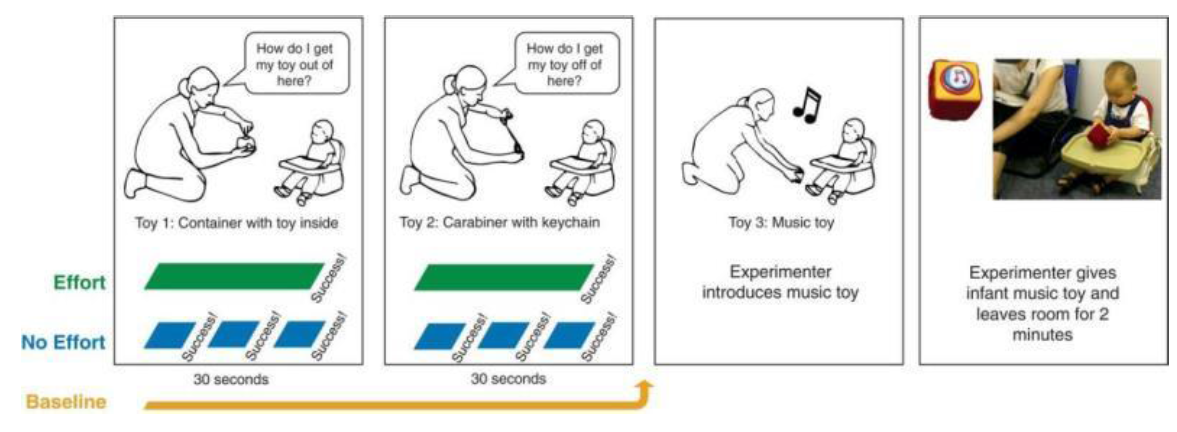 How do I get
my toy out of
here?
Toy 1: Container with toy inside
How do I get
my toy off of
here?
Toy 2: Carabiner with keychain
Toy 3: Music toy
Experimenter
introduces music toy
Experimenter gives
infant music toy and
leaves room for 2
minutes
Effort
Success!
Success!
No Effort
Success!
Success!
Success!
Success!
Success!
Success!
30 seconds
30 seconds
Baseline